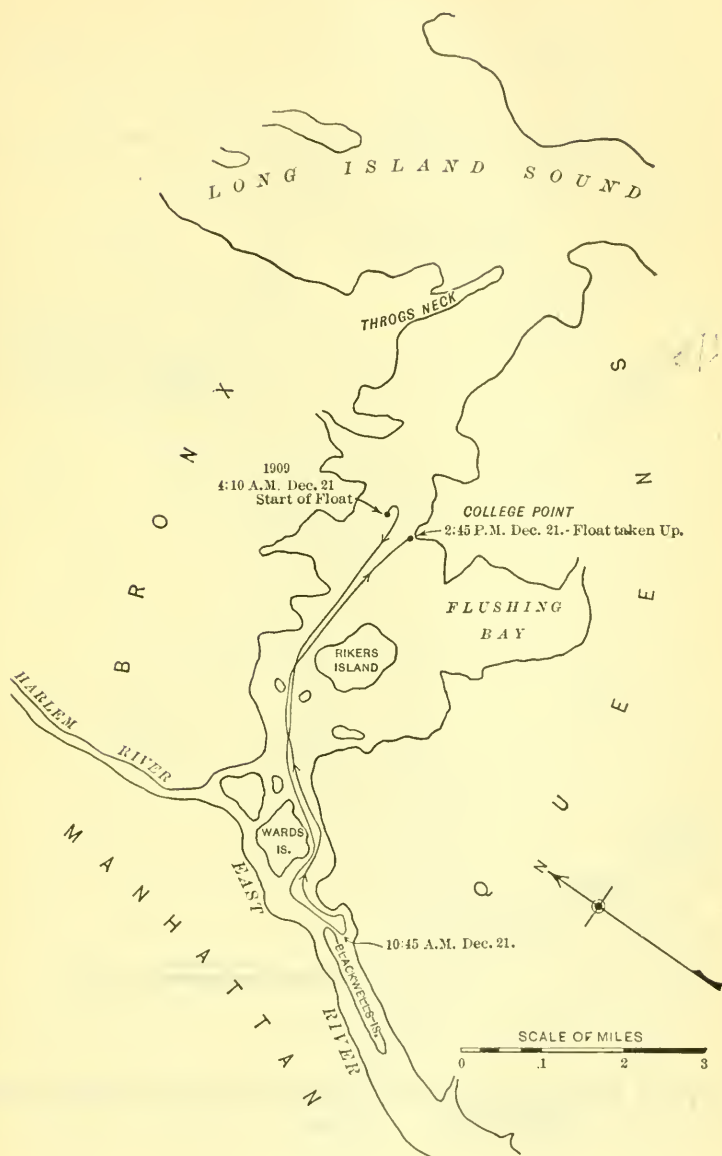 LONG ISLAND SOUND
THROGS NECK
BRONX
1909
4:10 A.M. Dec. 21
Start of Float
COLLEGE POINT
2:45 P.M. Dec. 21.-Float taken Up.
FLUSHING
BAY
RIKERS
ISLAND
QUEENS
HARLEM
RIVER
WARDS
IS.
MANHATTAN
EAST
RIVER
N
10:45 A.M. Dec. 21.
BLACKWELLS-IS.
SCALE OF MILES
0 .1 2 3